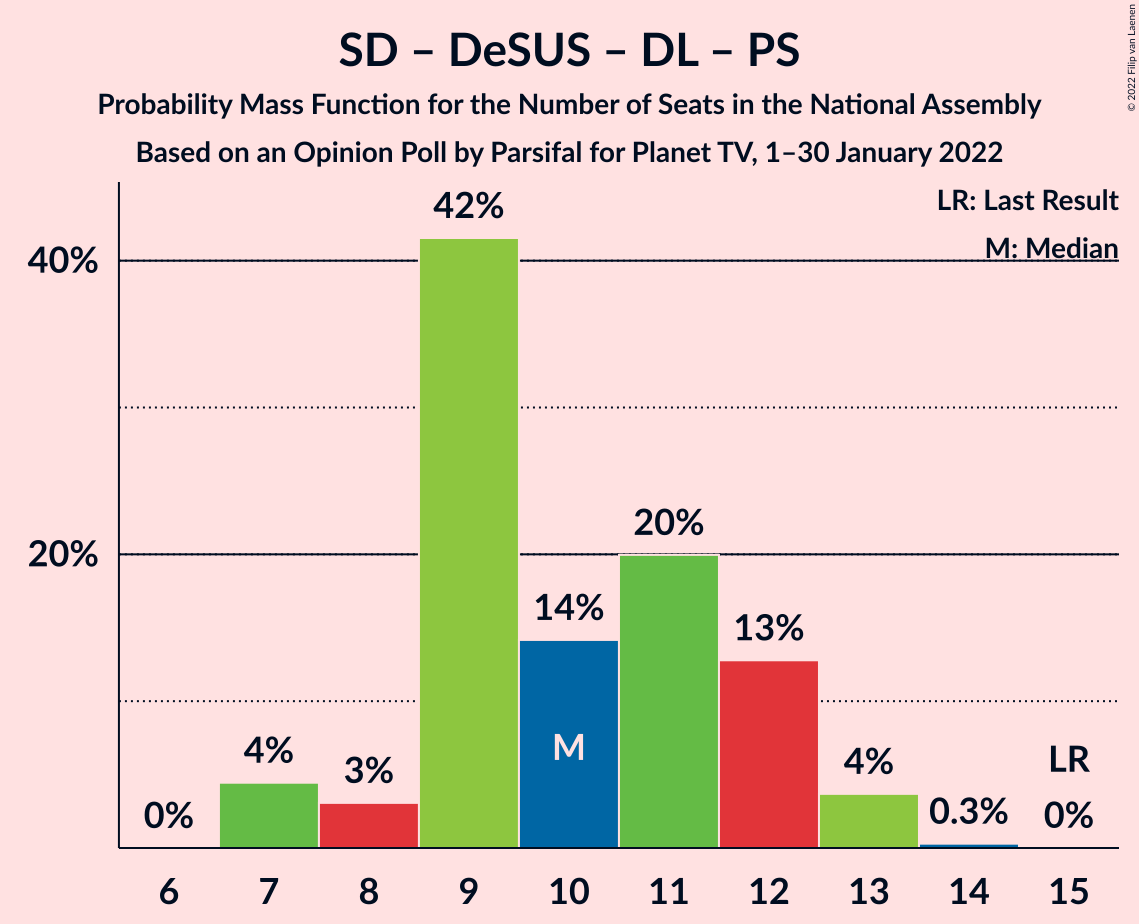 SD – DeSUS – DL – PS
Probability Mass Function for the Number of Seats in the National Assembly
Based on an Opinion Poll by Parsifal for Planet TV, 1–30 January 2022
© 2022 Filip van Laenen
LR: Last Result
M: Median
40%
20%
0%
4%
3%
42%
14%
M
20%
13%
4%
0.3%
LR
0%
6 7 8 9 10 11 12 13 14 15